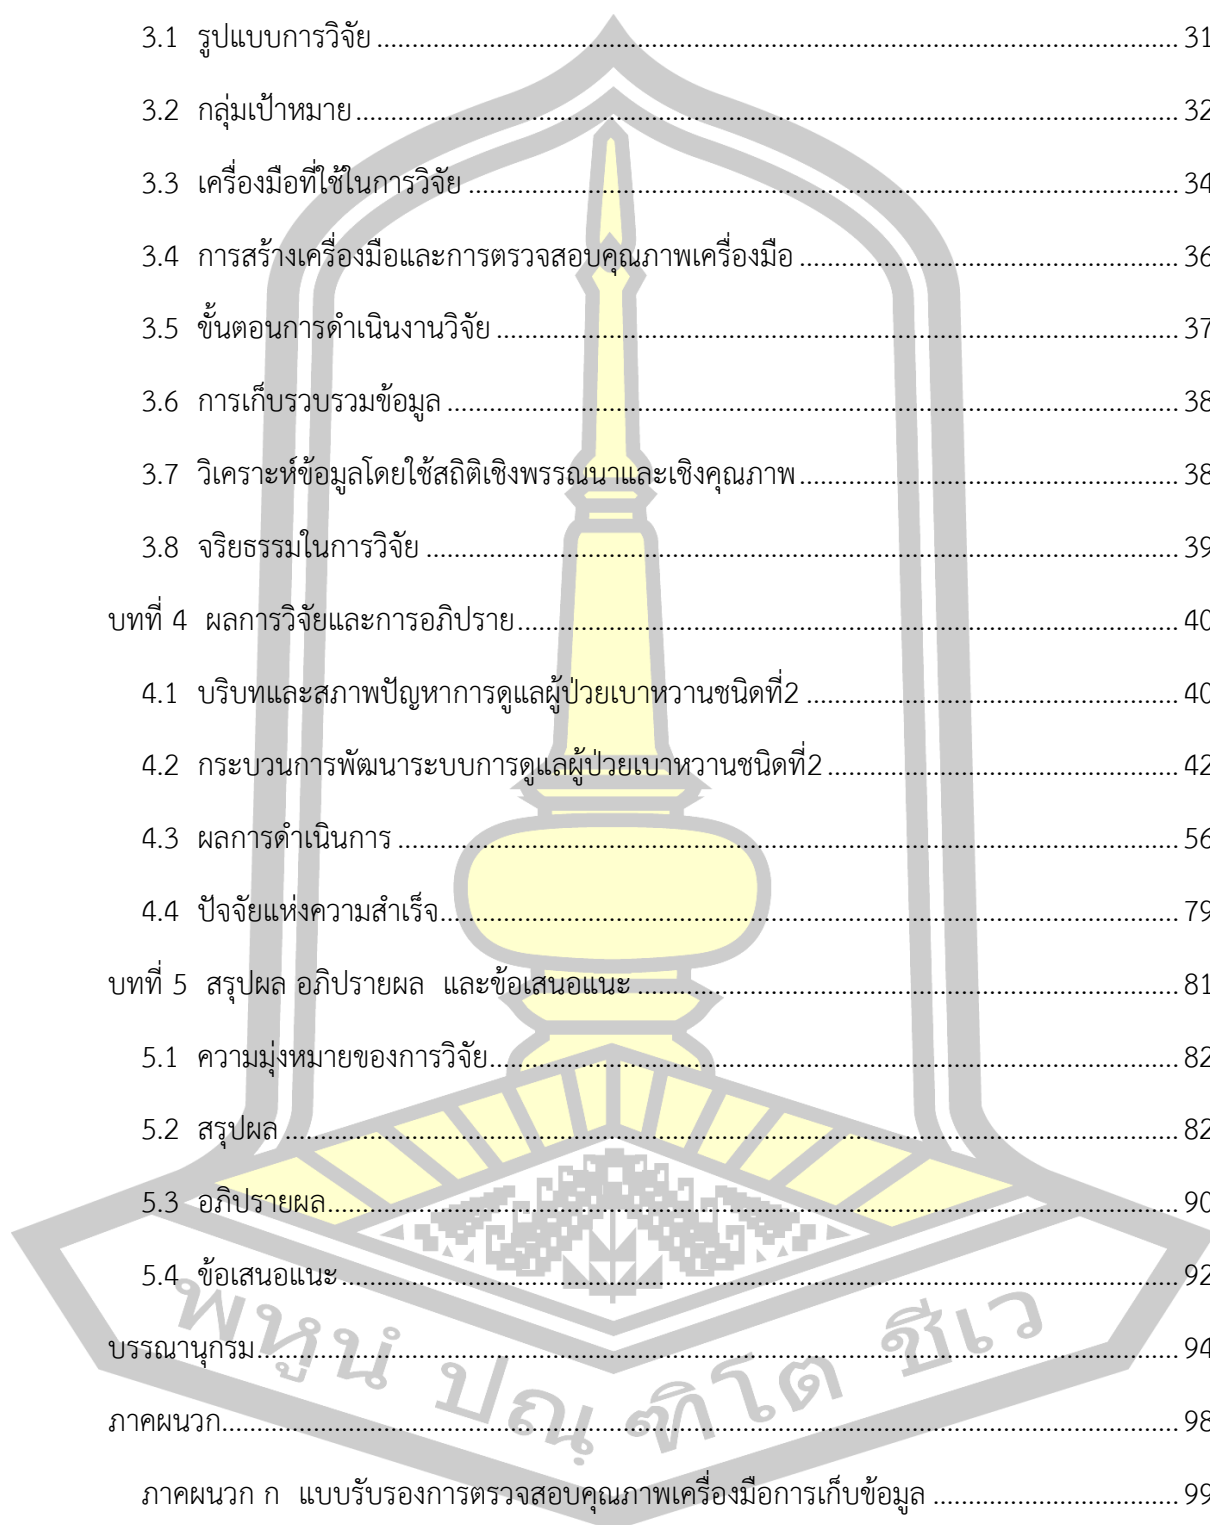 3.1 รูปแบบการวิจัย ........ 31
3.2 กลุ่มเป้าหมาย ........ 32
3.3 เครื่องมือที่ใช้ในการวิจัย ........ 34
3.4 การสร้างเครื่องมือและการตรวจสอบคุณภาพเครื่องมือ ........ 36
3.5 ขั้นตอนการดำเนินงานวิจัย ........ 37
3.6 การเก็บรวบรวมข้อมูล ........ 38
3.7 วิเคราะห์ข้อมูลโดยใช้สถิติเชิงพรรณนาและเชิงคุณภาพ ........ 38
3.8 จริยธรรมในการวิจัย ........ 39
บทที่ 4 ผลการวิจัยและการอภิปราย ........ 40
4.1 บริบทและสภาพปัญหาการดูแลผู้ป่วยเบาหวานชนิดที่2 ........ 40
4.2 กระบวนการพัฒนาระบบการดูแลผู้ป่วยเบาหวานชนิดที่2 ........ 42
4.3 ผลการดำเนินการ ........ 56
4.4 ปัจจัยแห่งความสำเร็จ ........ 79
บทที่ 5 สรุปผล อภิปรายผล และข้อเสนอแนะ ........ 81
5.1 ความมุ่งหมายของการวิจัย ........ 82
5.2 สรุปผล ........ 82
5.3 อภิปรายผล ........ 90
5.4 ข้อเสนอแนะ ........ 92
บรรณานุกรม ........ 94
ภาคผนวก ........ 98
ภาคผนวก ก แบบรับรองการตรวจสอบคุณภาพเครื่องมือการเก็บข้อมูล ........ 99
พหูนํ ปณฺฑิโต ชีเว